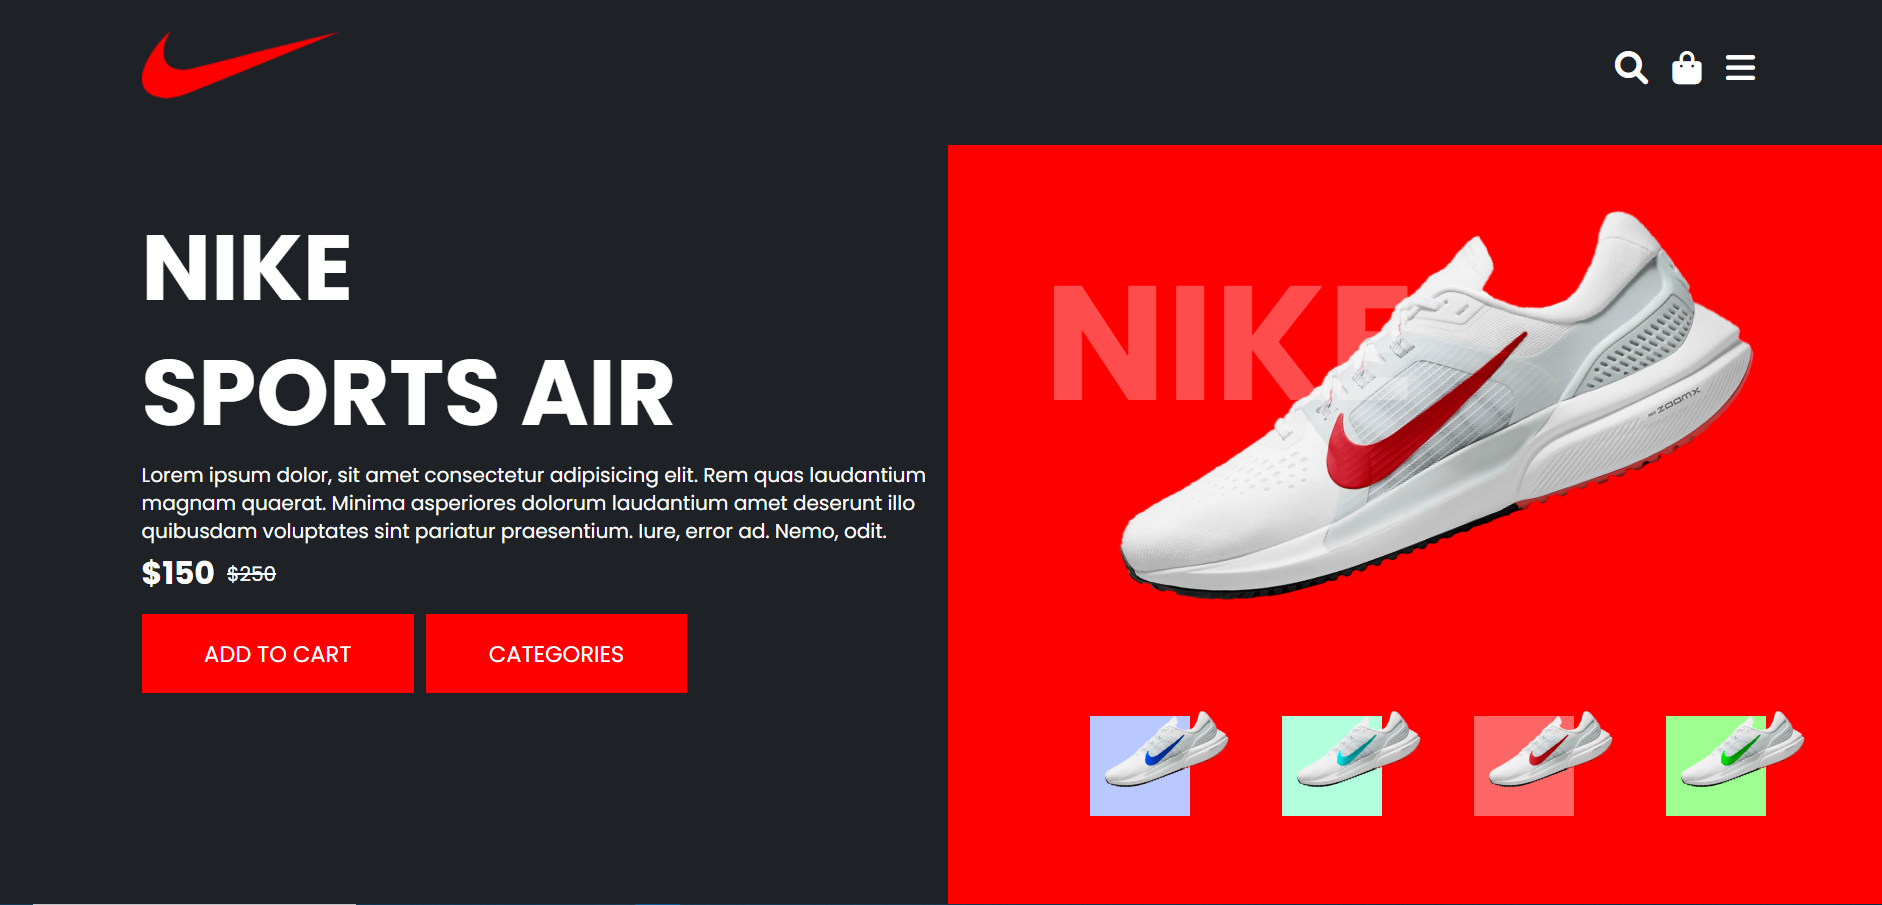 NIKE
SPORTS AIR
Lorem ipsum dolor, sit amet consectetur adipisicing elit. Rem quas laudantium
magnam quaerat. Minima asperiores dolorum laudantium amet deserunt illo
quibusdam voluptates sint pariatur praesentium. Iure, error ad. Nemo, odit.
$150 $250
ADD TO CART
CATEGORIES
NIKE
ZOOMX